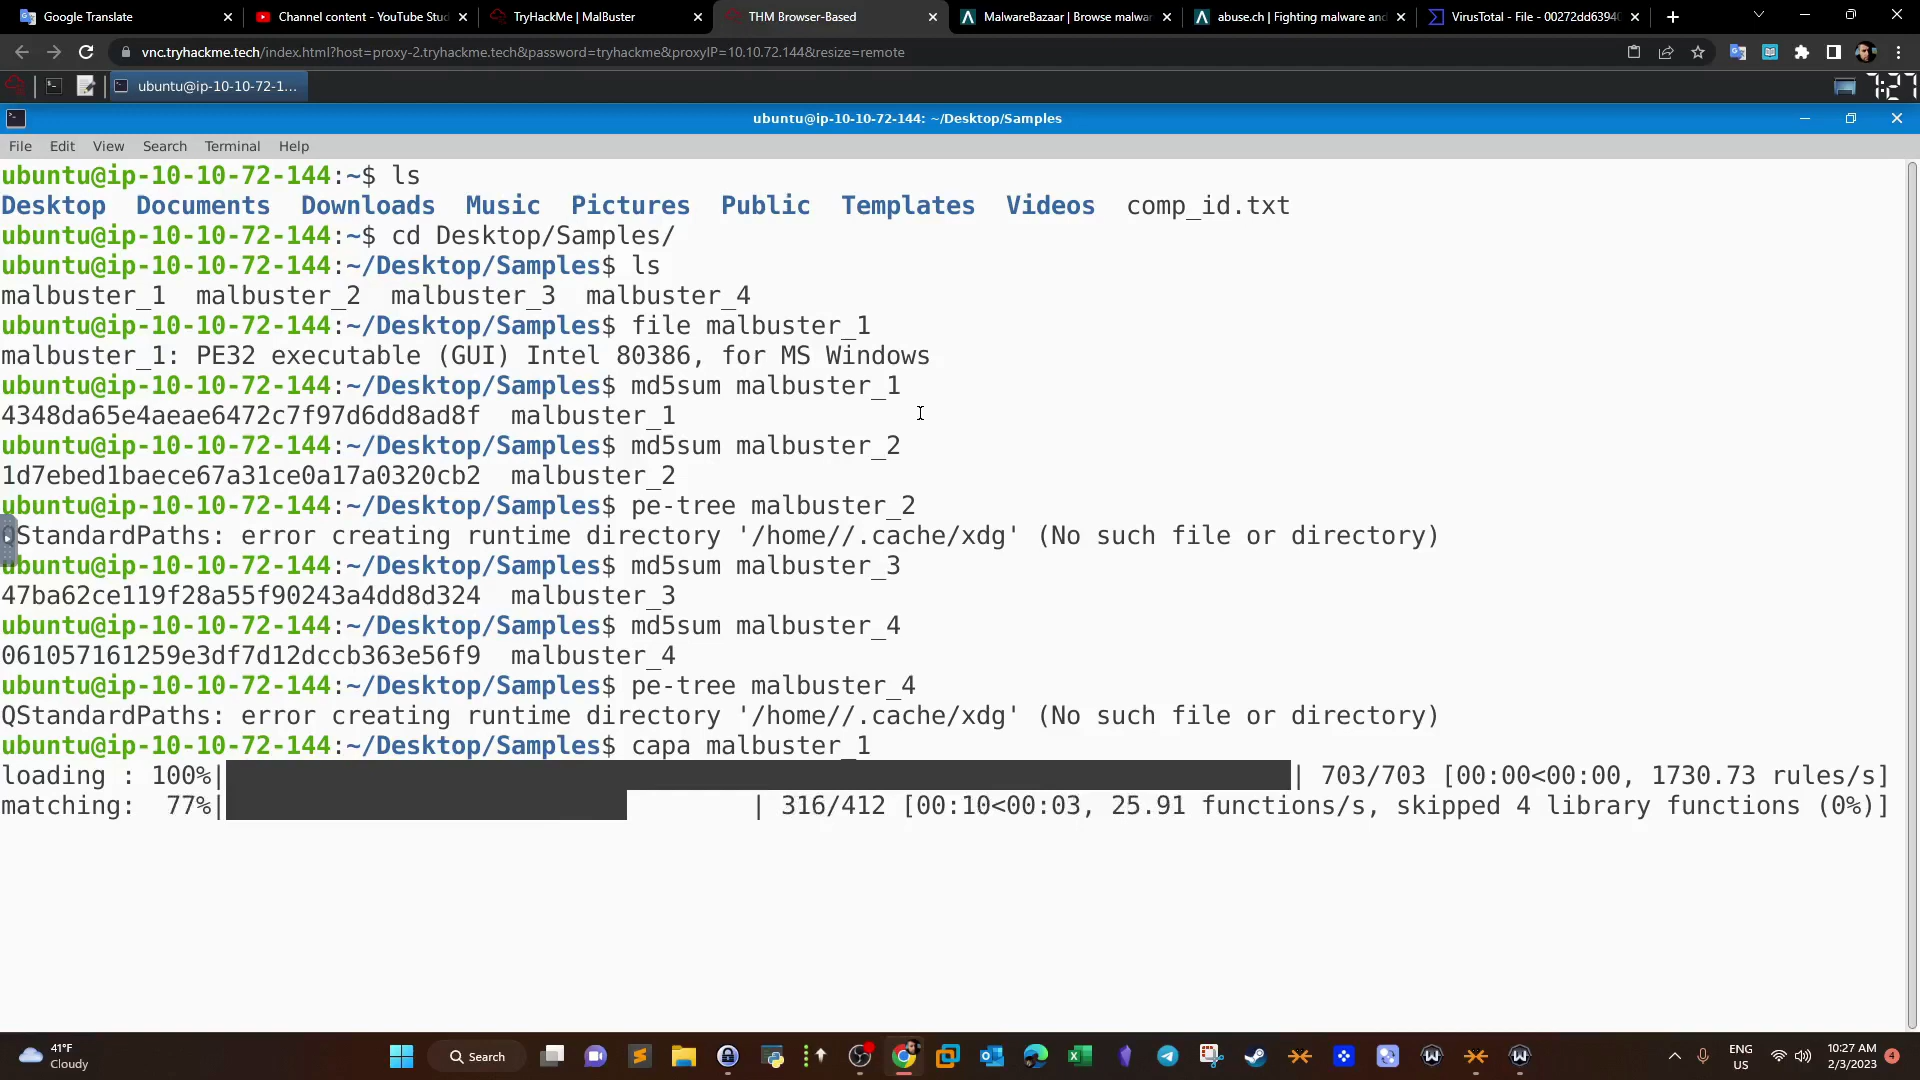 Google Translate
Channel content - YouTube Stud
TryHackMe | MalBuster
THM Browser-Based
MalwareBazaar | Browse malwar
abuse.ch | Fighting malware and
VirusTotal - File - 00272dd6394
vnc.tryhackme.tech/index.html?host=proxy-2.tryhackme.tech&password=tryhackme&proxyIP=10.10.72.144&resize=remote
ubuntu@ip-10-10-72-1...
ubuntu@ip-10-10-72-144: ~/Desktop/Samples
File Edit View Search Terminal Help
ubuntu@ip-10-10-72-144:~$ ls
Desktop Documents Downloads Music Pictures Public Templates Videos comp_id.txt
ubuntu@ip-10-10-72-144:~$ cd Desktop/Samples/
ubuntu@ip-10-10-72-144:~/Desktop/Samples$ ls
malbuster_1 malbuster_2 malbuster_3 malbuster_4
ubuntu@ip-10-10-72-144:~/Desktop/Samples$ file malbuster_1
malbuster_1: PE32 executable (GUI) Intel 80386, for MS Windows
ubuntu@ip-10-10-72-144:~/Desktop/Samples$ md5sum malbuster_1
4348da65e4aeae6472c7f97d6dd8ad8f malbuster_1
ubuntu@ip-10-10-72-144:~/Desktop/Samples$ md5sum malbuster_2
1d7ebed1baece67a31ce0a17a0320cb2 malbuster_2
ubuntu@ip-10-10-72-144:~/Desktop/Samples$ pe-tree malbuster_2
QStandardPaths: error creating runtime directory '/home//.cache/xdg' (No such file or directory)
ubuntu@ip-10-10-72-144:~/Desktop/Samples$ md5sum malbuster_3
47ba62ce119f28a55f90243a4dd8d324 malbuster_3
ubuntu@ip-10-10-72-144:~/Desktop/Samples$ md5sum malbuster_4
061057161259e3df7d12dccb363e56f9 malbuster_4
ubuntu@ip-10-10-72-144:~/Desktop/Samples$ pe-tree malbuster_4
QStandardPaths: error creating runtime directory '/home//.cache/xdg' (No such file or directory)
ubuntu@ip-10-10-72-144:~/Desktop/Samples$ capa malbuster_1
loading : 100%| | 703/703 [00:00<00:00, 1730.73 rules/s]
matching: 77%| | 316/412 [00:10<00:03, 25.91 functions/s, skipped 4 library functions (0%)]
41°F
Cloudy
Search
ENG
US
10:27 AM
2/3/2023
4